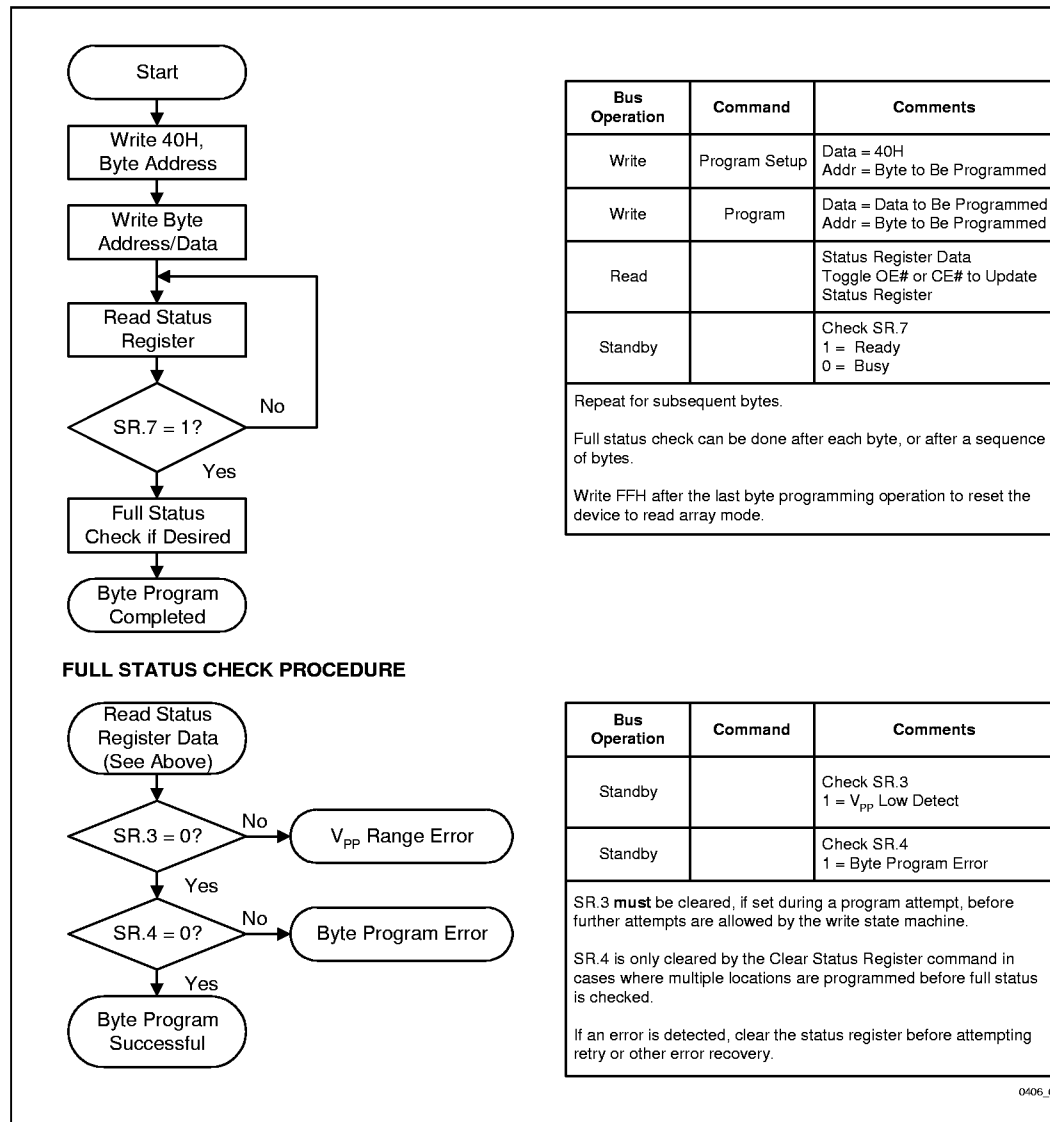 Start
Write 40H,
Byte Address
Write Byte
Address/Data
Read Status
Register
SR.7 = 1?
No
Yes
Full Status
Check if Desired
Byte Program
Completed
Bus
Operation
Command
Comments
Write
Program Setup
Data = 40H
Addr = Byte to Be Programmed
Write
Program
Data = Data to Be Programmed
Addr = Byte to Be Programmed
Read
Status Register Data
Toggle OE# or CE# to Update
Status Register
Standby
Check SR.7
1 = Ready
0 = Busy
Repeat for subsequent bytes.
Full status check can be done after each byte, or after a sequence
of bytes.
Write FFH after the last byte programming operation to reset the
device to read array mode.
FULL STATUS CHECK PROCEDURE
Read Status
Register Data
(See Above)
SR.3 = 0?
No
V_PP Range Error
Yes
SR.4 = 0?
No
Byte Program Error
Yes
Byte Program
Successful
Bus
Operation
Command
Comments
Standby
Check SR.3
1 = V_PP Low Detect
Standby
Check SR.4
1 = Byte Program Error
SR.3 must be cleared, if set during a program attempt, before
further attempts are allowed by the write state machine.
SR.4 is only cleared by the Clear Status Register command in
cases where multiple locations are programmed before full status
is checked.
If an error is detected, clear the status register before attempting
retry or other error recovery.